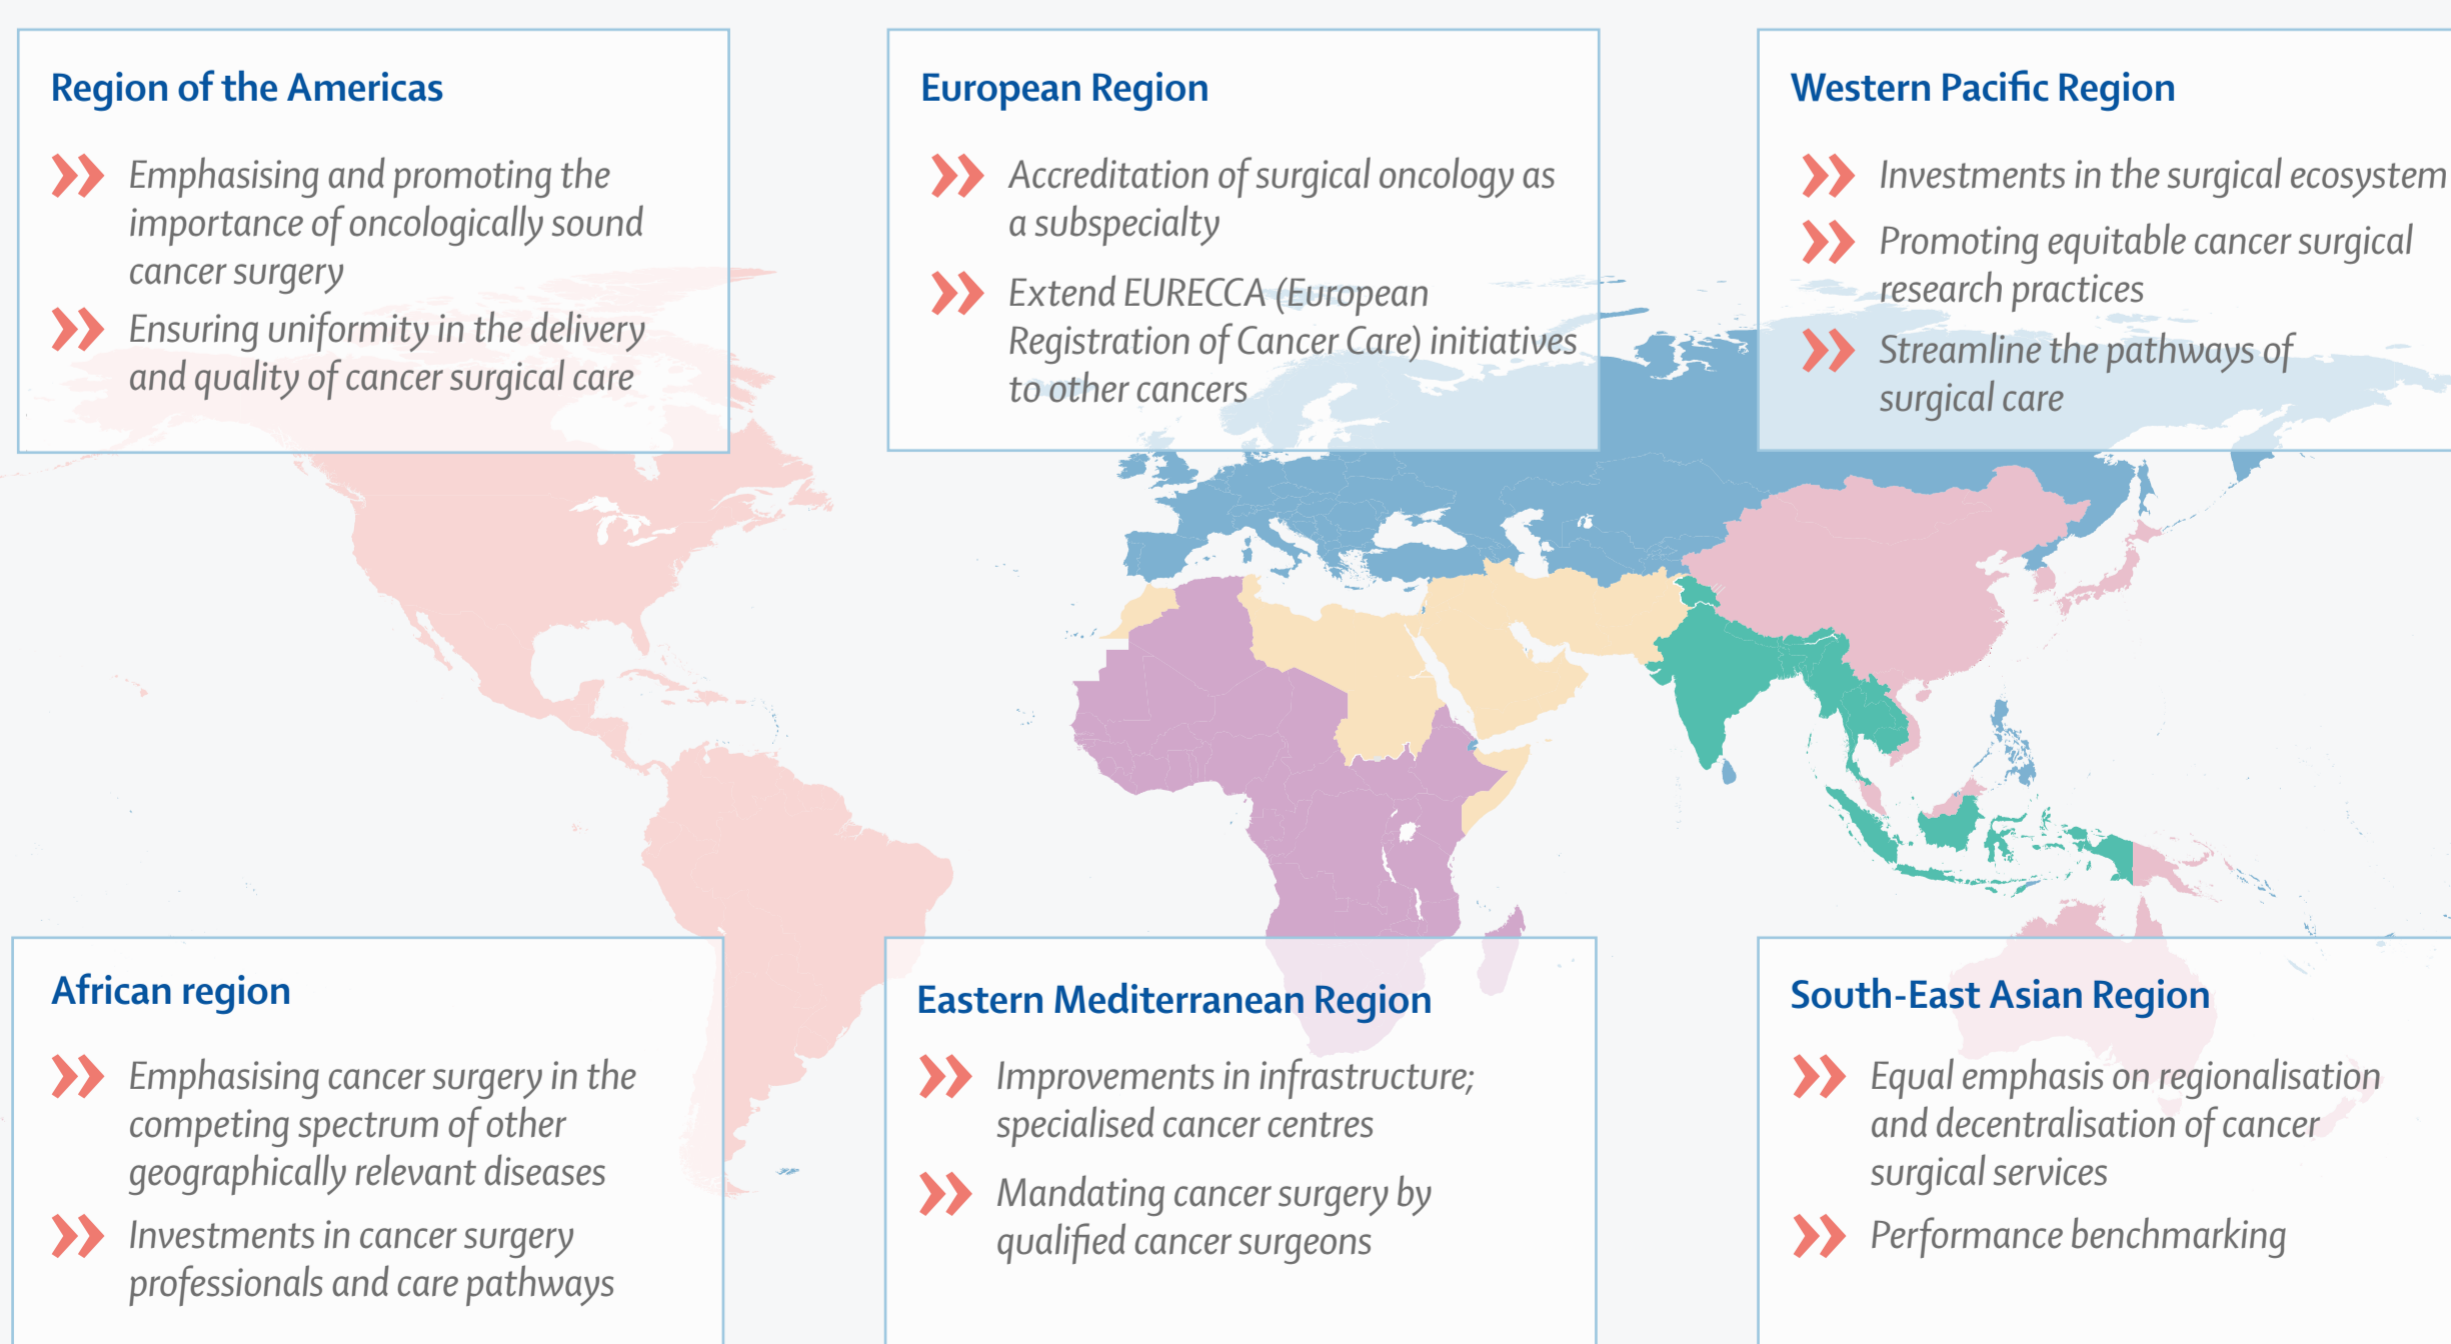 Region of the Americas
Emphasising and promoting the
importance of oncologically sound
cancer surgery
Ensuring uniformity in the delivery
and quality of cancer surgical care
European Region
Accreditation of surgical oncology as
a subspecialty
Extend EURECCA (European
Registration of Cancer Care) initiatives
to other cancers
Western Pacific Region
Investments in the surgical ecosystem
Promoting equitable cancer surgical
research practices
Streamline the pathways of
surgical care
African region
Emphasising cancer surgery in the
competing spectrum of other
geographically relevant diseases
Investments in cancer surgery
professionals and care pathways
Eastern Mediterranean Region
Improvements in infrastructure;
specialised cancer centres
Mandating cancer surgery by
qualified cancer surgeons
South-East Asian Region
Equal emphasis on regionalisation
and decentralisation of cancer
surgical services
Performance benchmarking